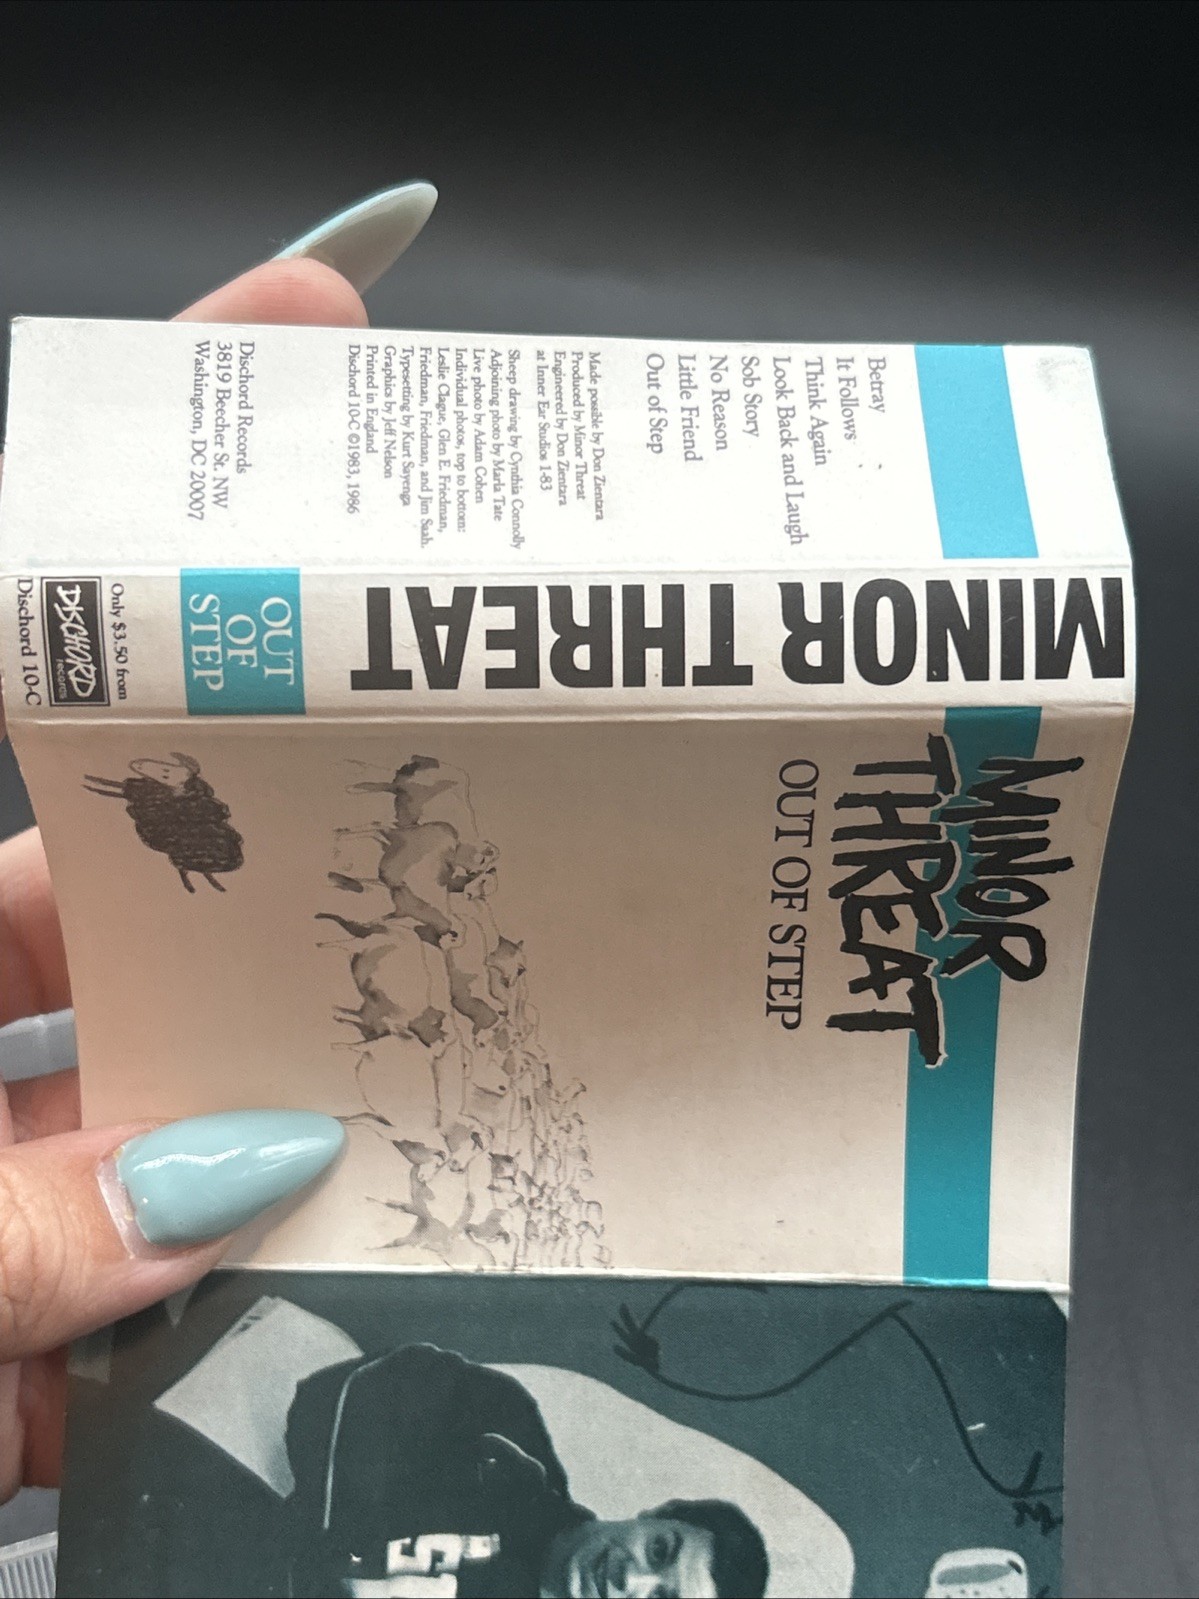 Betray
It Follows
Think Again
Look Back and Laugh
Sob Story
No Reason
Little Friend
Out of Step
Made possible by Don Zientara
Produced by Minor Threat
Engineered by Don Zientara
at Inner Ear Studios 1-83
Sheep drawing by Cynthia Connolly
Adjoining photo by Marla Tate
Live photo by Adam Cohen
Individual photos, top to bottom:
Leslie Clague, Glen E. Friedman,
Friedman, Friedman, and Jim Saah.
Typesetting by Kurt Sayenga
Graphics by Jeff Nelson
Printed in England
Dischord 10-C ©1983, 1986
Dischord Records
3819 Beecher St. NW
Washington, DC 20007
MINOR THREAT
OUT
OF
STEP
Only $3.50 from
DISCHORD
records
Dischord 10-C
MINOR
THREAT
OUT OF STEP